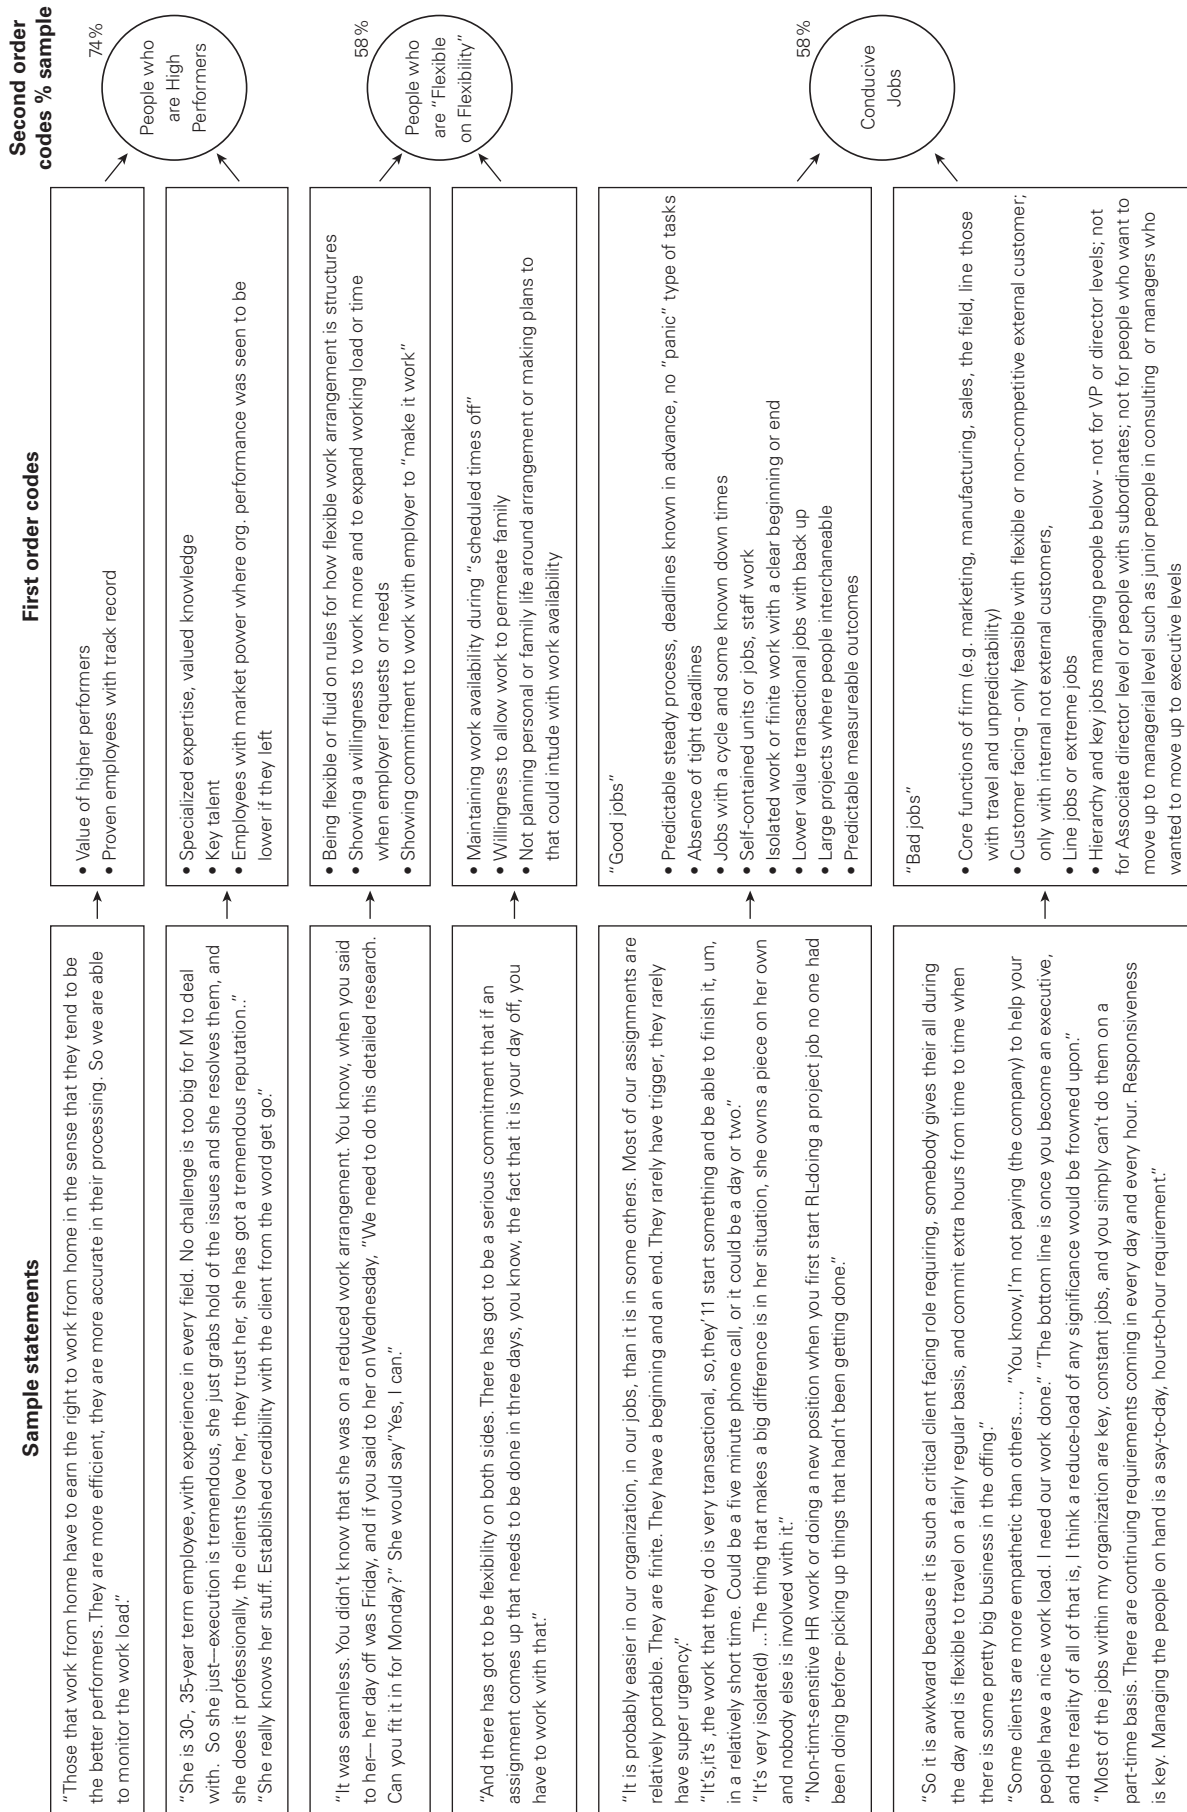 Sample statements
First order codes
Second order
codes % sample
"Those that work from home have to earn the right to work from home in the sense that they tend to be
the better performers. They are more efficient, they are more accurate in their processing. So we are able
to monitor the work load."
• Value of higher performers
• Proven employees with track record
74%
People who
are High
Performers
"She is 30-, 35-year term employee,with experience in every field. No challenge is too big for M to deal
with. So she just—execution is tremendous, she just grabs hold of the issues and she resolves them, and
she does it professionally, the clients love her, they trust her, she has got a tremendous reputation.."
"She really knows her stuff. Established credibility with the client from the word get go."
• Specialized expertise, valued knowledge
• Key talent
• Employees with market power where org. performance was seen to be
lower if they left
"It was seamless. You didn't know that she was on a reduced work arrangement. You know, when you said
to her— her day off was Friday, and if you said to her on Wednesday, "We need to do this detailed research.
Can you fit it in for Monday?" She would say"Yes, I can."
• Being flexible or fluid on rules for how flexible work arrangement is structures
• Showing a willingness to work more and to expand working load or time
when employer requests or needs
• Showing commitment to work with employer to "make it work"
58%
People who
are "Flexible
on Flexibility"
"And there has got to be flexibility on both sides. There has got to be a serious commitment that if an
assignment comes up that needs to be done in three days, you know, the fact that it is your day off, you
have to work with that."
• Maintaining work availability during "scheduled times off"
• Willingness to allow work to permeate family
• Not planning personal or family life around arrangement or making plans to
that could intude with work availability
"It is probably easier in our organization, in our jobs, than it is in some others. Most of our assignments are
relatively portable. They are finite. They have a beginning and an end. They rarely have trigger, they rarely
have super urgency."
"It's,it's ,the work that they do is very transactional, so,they'11 start something and be able to finish it, um,
in a relatively short time. Could be a five minute phone call, or it could be a day or two."
"It's very isolate(d) ...The thing that makes a big difference is in her situation, she owns a piece on her own
and nobody else is involved with it."
"Non-timt-sensitive HR work or doing a new position when you first start RL-doing a project job no one had
been doing before- picking up things that hadn't been getting done."
"Good jobs"
• Predictable steady process, deadlines known in advance, no "panic" type of tasks
• Absence of tight deadlines
• Jobs with a cycle and some known down times
• Self-contained units or jobs, staff work
• Isolated work or finite work with a clear beginning or end
• Lower value transactional jobs with back up
• Large projects where people interchaneable
• Predictable measureable outcomes
58%
Conducive
Jobs
"So it is awkward because it is such a critical client facing role requiring, somebody gives their all during
the day and is flexible to travel on a fairly regular basis, and commit extra hours from time to time when
there is some pretty big business in the offing."
"Some clients are more empathetic than others...., "You know,I'm not paying (the company) to help your
people have a nice work load. I need our work done." "The bottom line is once you become an executive,
and the reality of all of that is, I think a reduce-load of any significance would be frowned upon."
"Most of the jobs within my organization are key, constant jobs, and you simply can't do them on a
part-time basis. There are continuing requirements coming in every day and every hour. Responsiveness
is key. Managing the people on hand is a say-to-day, hour-to-hour requirement."
"Bad jobs"
• Core functions of firm (e.g. marketing, manufacturing, sales, the field, line those
with travel and unpredictability)
• Customer facing - only feasible with flexible or non-competitive external customer;
only with internal not external customers,
• Line jobs or extreme jobs
• Hierarchy and key jobs managing people below - not for VP or director levels; not
for Associate director level or people with subordinates; not for people who want to
move up to managerial level such as junior people in consulting or managers who
wanted to move up to executive levels